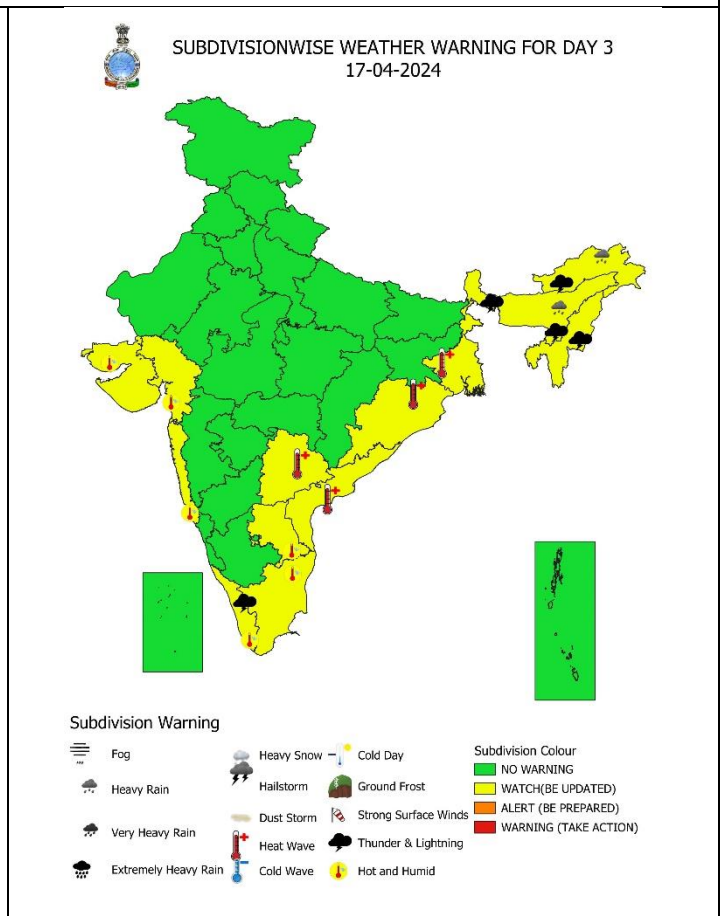 SUBDIVISIONWISE WEATHER WARNING FOR DAY 3
17-04-2024
Subdivision Warning
Fog
Heavy Rain
Very Heavy Rain
Extremely Heavy Rain
Heavy Snow
Hailstorm
Dust Storm
Heat Wave
Cold Wave
Cold Day
Ground Frost
Strong Surface Winds
Thunder & Lightning
Hot and Humid
Subdivision Colour
NO WARNING
WATCH(BE UPDATED)
ALERT (BE PREPARED)
WARNING (TAKE ACTION)